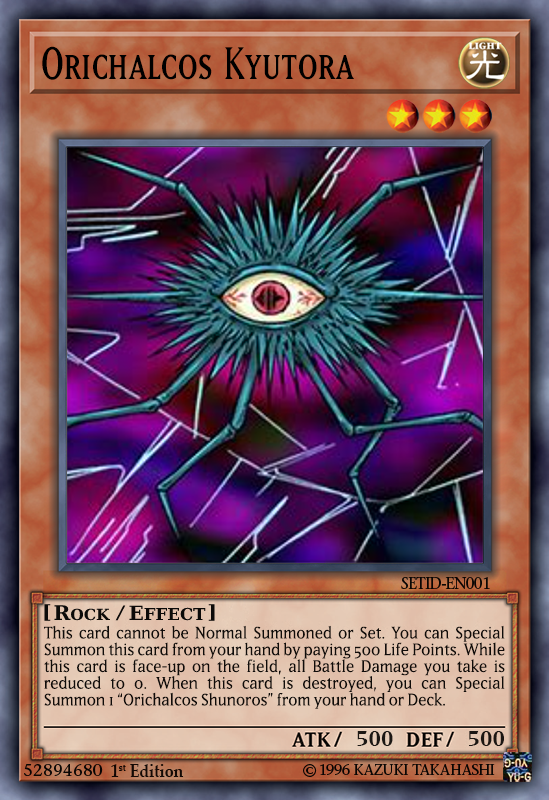 Orichalcos Kyutora
LIGHT
光
SETID-EN001
[Rock / Effect]
This card cannot be Normal Summoned or Set. You can Special
Summon this card from your hand by paying 500 Life Points. While
this card is face-up on the field, all Battle Damage you take is
reduced to 0. When this card is destroyed, you can Special
Summon 1 “Orichalcos Shunoros” from your hand or Deck.
ATK/ 500 DEF/ 500
52894680 1st Edition © 1996 KAZUKI TAKAHASHI